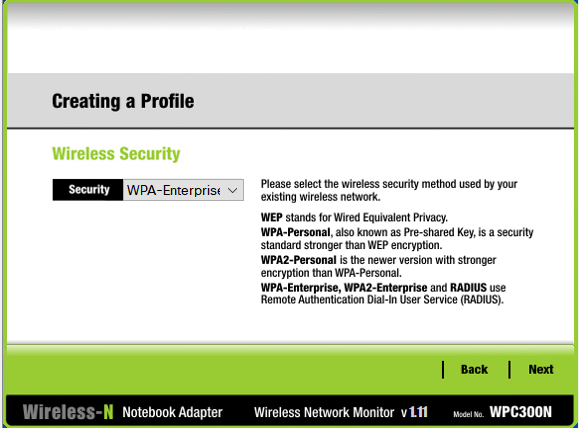 Creating a Profile
Wireless Security
Security WPA-Enterprise
Please select the wireless security method used by your
existing wireless network.
WEP stands for Wired Equivalent Privacy.
WPA-Personal, also known as Pre-shared Key, is a security
standard stronger than WEP encryption.
WPA2-Personal is the newer version with stronger
encryption than WPA-Personal.
WPA-Enterprise, WPA2-Enterprise and RADIUS use
Remote Authentication Dial-In User Service (RADIUS).
Back Next
Wireless-N Notebook Adapter Wireless Network Monitor v 1.11 Model No. WPC300N